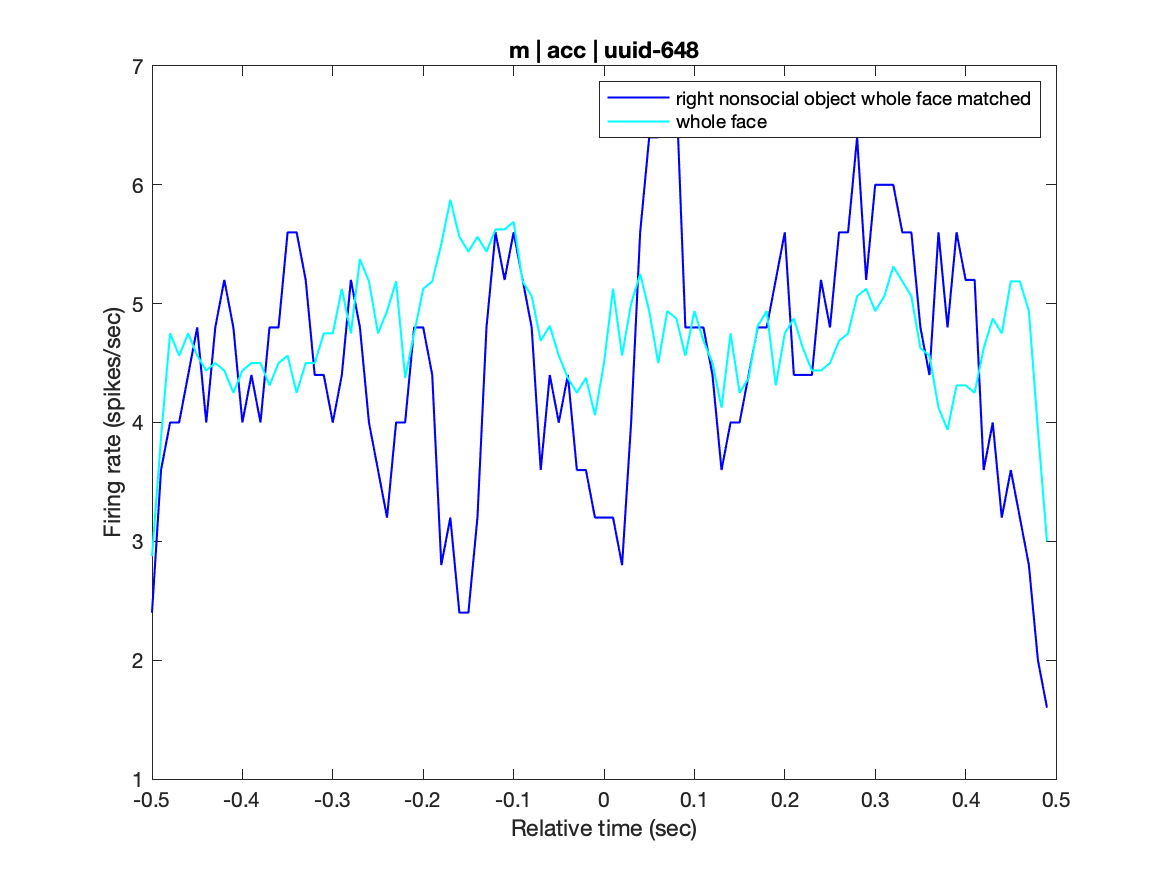 m | acc | uuid-648
right nonsocial object whole face matched
whole face
7
6
5
4
3
2
1
Firing rate (spikes/sec)
-0.5 -0.4 -0.3 -0.2 -0.1 0 0.1 0.2 0.3 0.4 0.5
Relative time (sec)